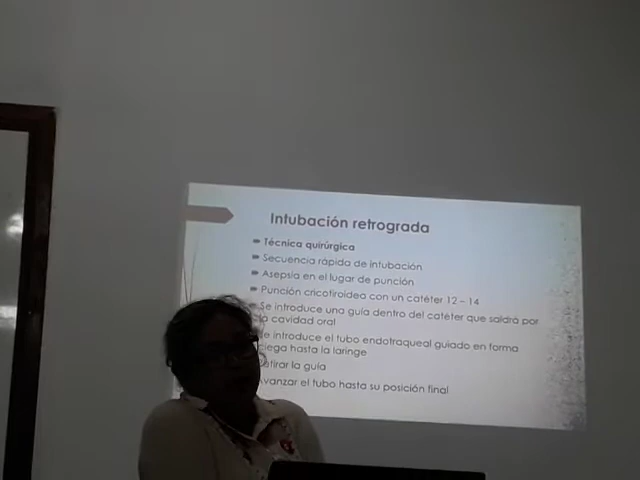 Intubación retrograda
Técnica quirúrgica
Secuencia rápida de intubación
Asepsia en el lugar de punción
Punción cricotiroidea con un catéter 12 – 14
Se introduce una guía dentro del catéter que saldrá por
la cavidad oral
e introduce el tubo endotraqueal guiado en forma
ciega hasta la laringe
etirar la guía
vanzar el tubo hasta su posición final